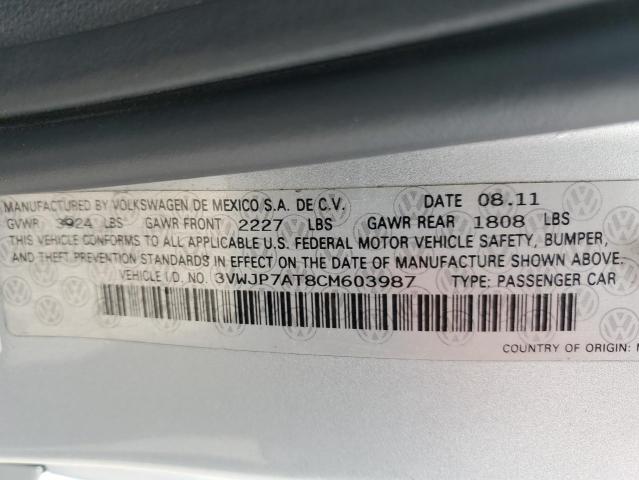 MANUFACTURED BY VOLKSWAGEN DE MEXICO S.A. DE C.V. DATE 08.11
GVWR 3924 LBS GAWR FRONT 2227 LBS GAWR REAR 1808 LBS
THIS VEHICLE CONFORMS TO ALL APPLICABLE U.S. FEDERAL MOTOR VEHICLE SAFETY, BUMPER,
AND THEFT PREVENTION STANDARDS IN EFFECT ON THE DATE OF MANUFACTURE SHOWN ABOVE.
VEHICLE I.D. NO. 3VWJP7AT8CM603987 TYPE: PASSENGER CAR
COUNTRY OF ORIGIN: M